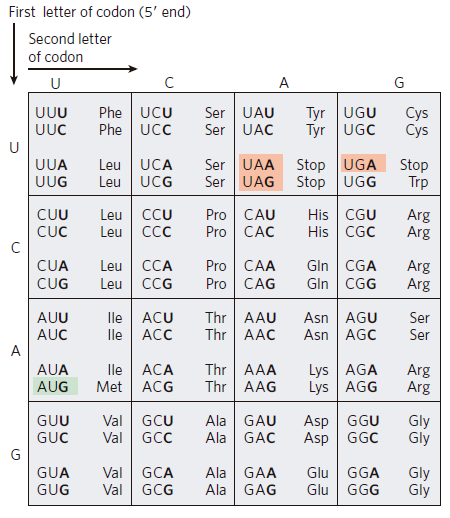 First letter of codon (5′ end)
Second letter
of codon
U C A G
U
UUU Phe UCU Ser UAU Tyr UGU Cys
UUC Phe UCC Ser UAC Tyr UGC Cys
UUA Leu UCA Ser UAA Stop UGA Stop
UUG Leu UCG Ser UAG Stop UGG Trp
C
CUU Leu CCU Pro CAU His CGU Arg
CUC Leu CCC Pro CAC His CGC Arg
CUA Leu CCA Pro CAA Gln CGA Arg
CUG Leu CCG Pro CAG Gln CGG Arg
A
AUU Ile ACU Thr AAU Asn AGU Ser
AUC Ile ACC Thr AAC Asn AGC Ser
AUA Ile ACA Thr AAA Lys AGA Arg
AUG Met ACG Thr AAG Lys AGG Arg
G
GUU Val GCU Ala GAU Asp GGU Gly
GUC Val GCC Ala GAC Asp GGC Gly
GUA Val GCA Ala GAA Glu GGA Gly
GUG Val GCG Ala GAG Glu GGG Gly